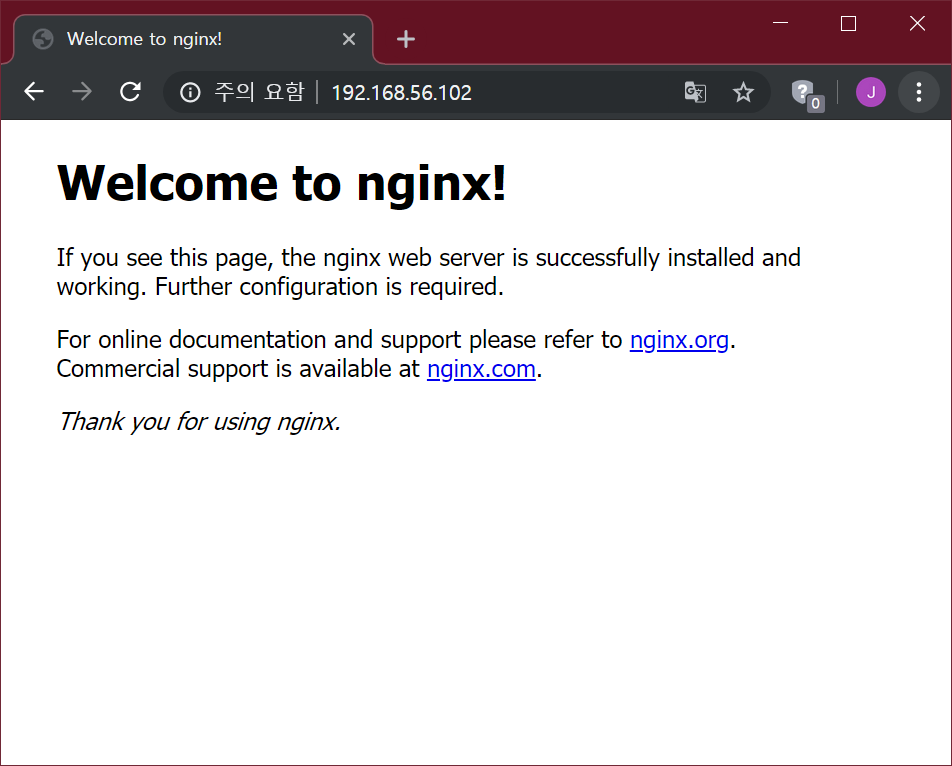 Welcome to nginx!
주의 요함
192.168.56.102
0
J
Welcome to nginx!
If you see this page, the nginx web server is successfully installed and
working. Further configuration is required.
For online documentation and support please refer to nginx.org.
Commercial support is available at nginx.com.
Thank you for using nginx.